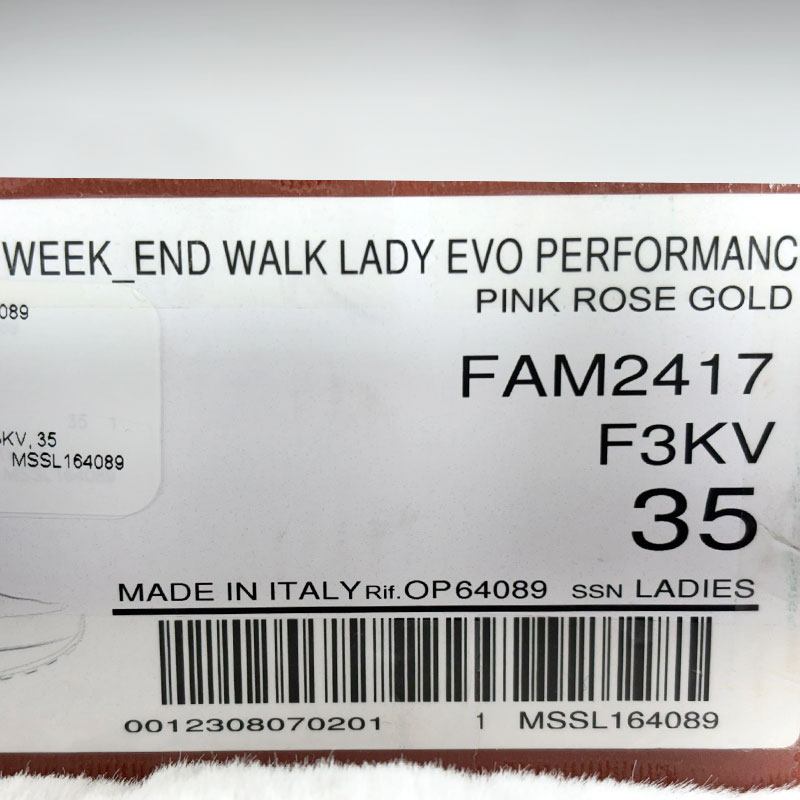 WEEK_END WALK LADY EVO PERFORMANC
PINK ROSE GOLD
089
FAM2417
F3KV
KV, 35
MSSL164089
35
MADE IN ITALY Rif. OP64089 SSN LADIES
0012308070201 1 MSSL164089